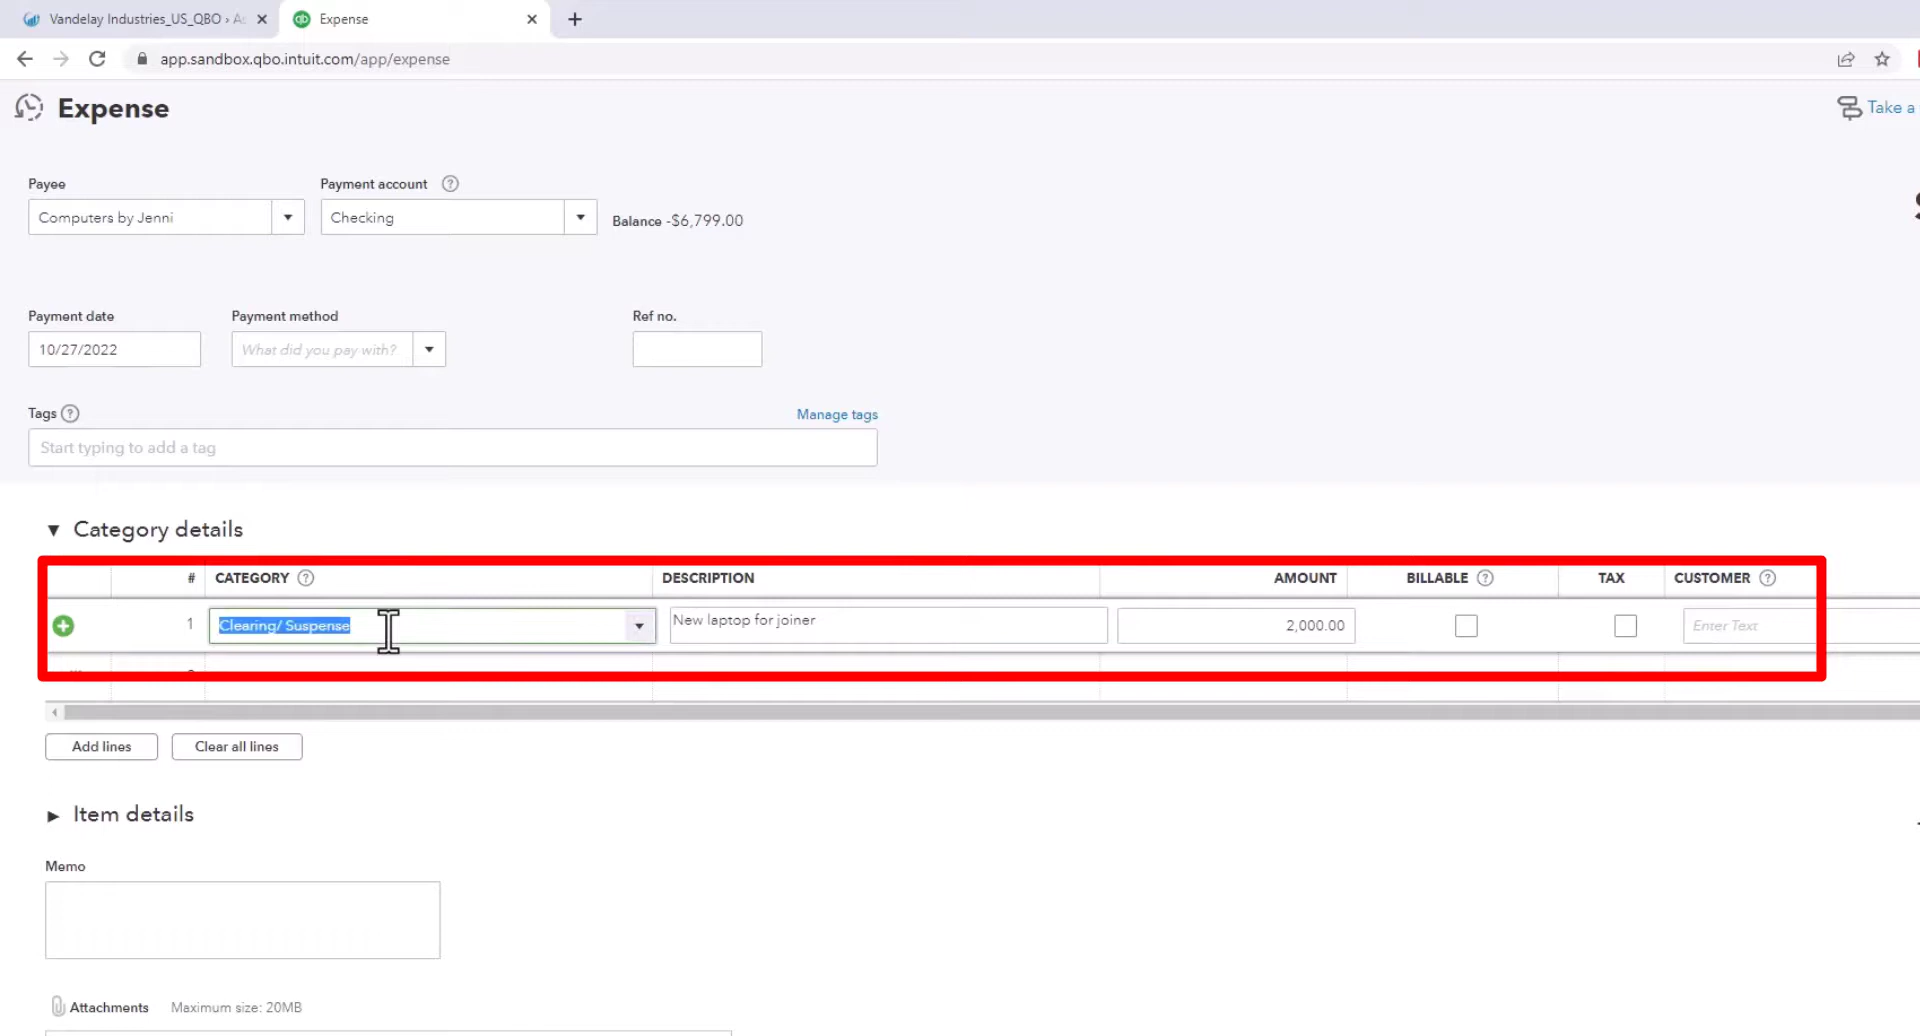 Vandelay Industries_US_QBO › As
Expense
app.sandbox.qbo.intuit.com/app/expense
Expense
Take a
Payee
Payment account
Computers by Jenni
Checking
Balance -$6,799.00
Payment date
Payment method
Ref no.
10/27/2022
What did you pay with?
Tags
Manage tags
Start typing to add a tag
Category details
# CATEGORY DESCRIPTION AMOUNT BILLABLE TAX CUSTOMER
1 Clearing/ Suspense New laptop for joiner 2,000.00 Enter Text
Add lines
Clear all lines
Item details
Memo
Attachments Maximum size: 20MB